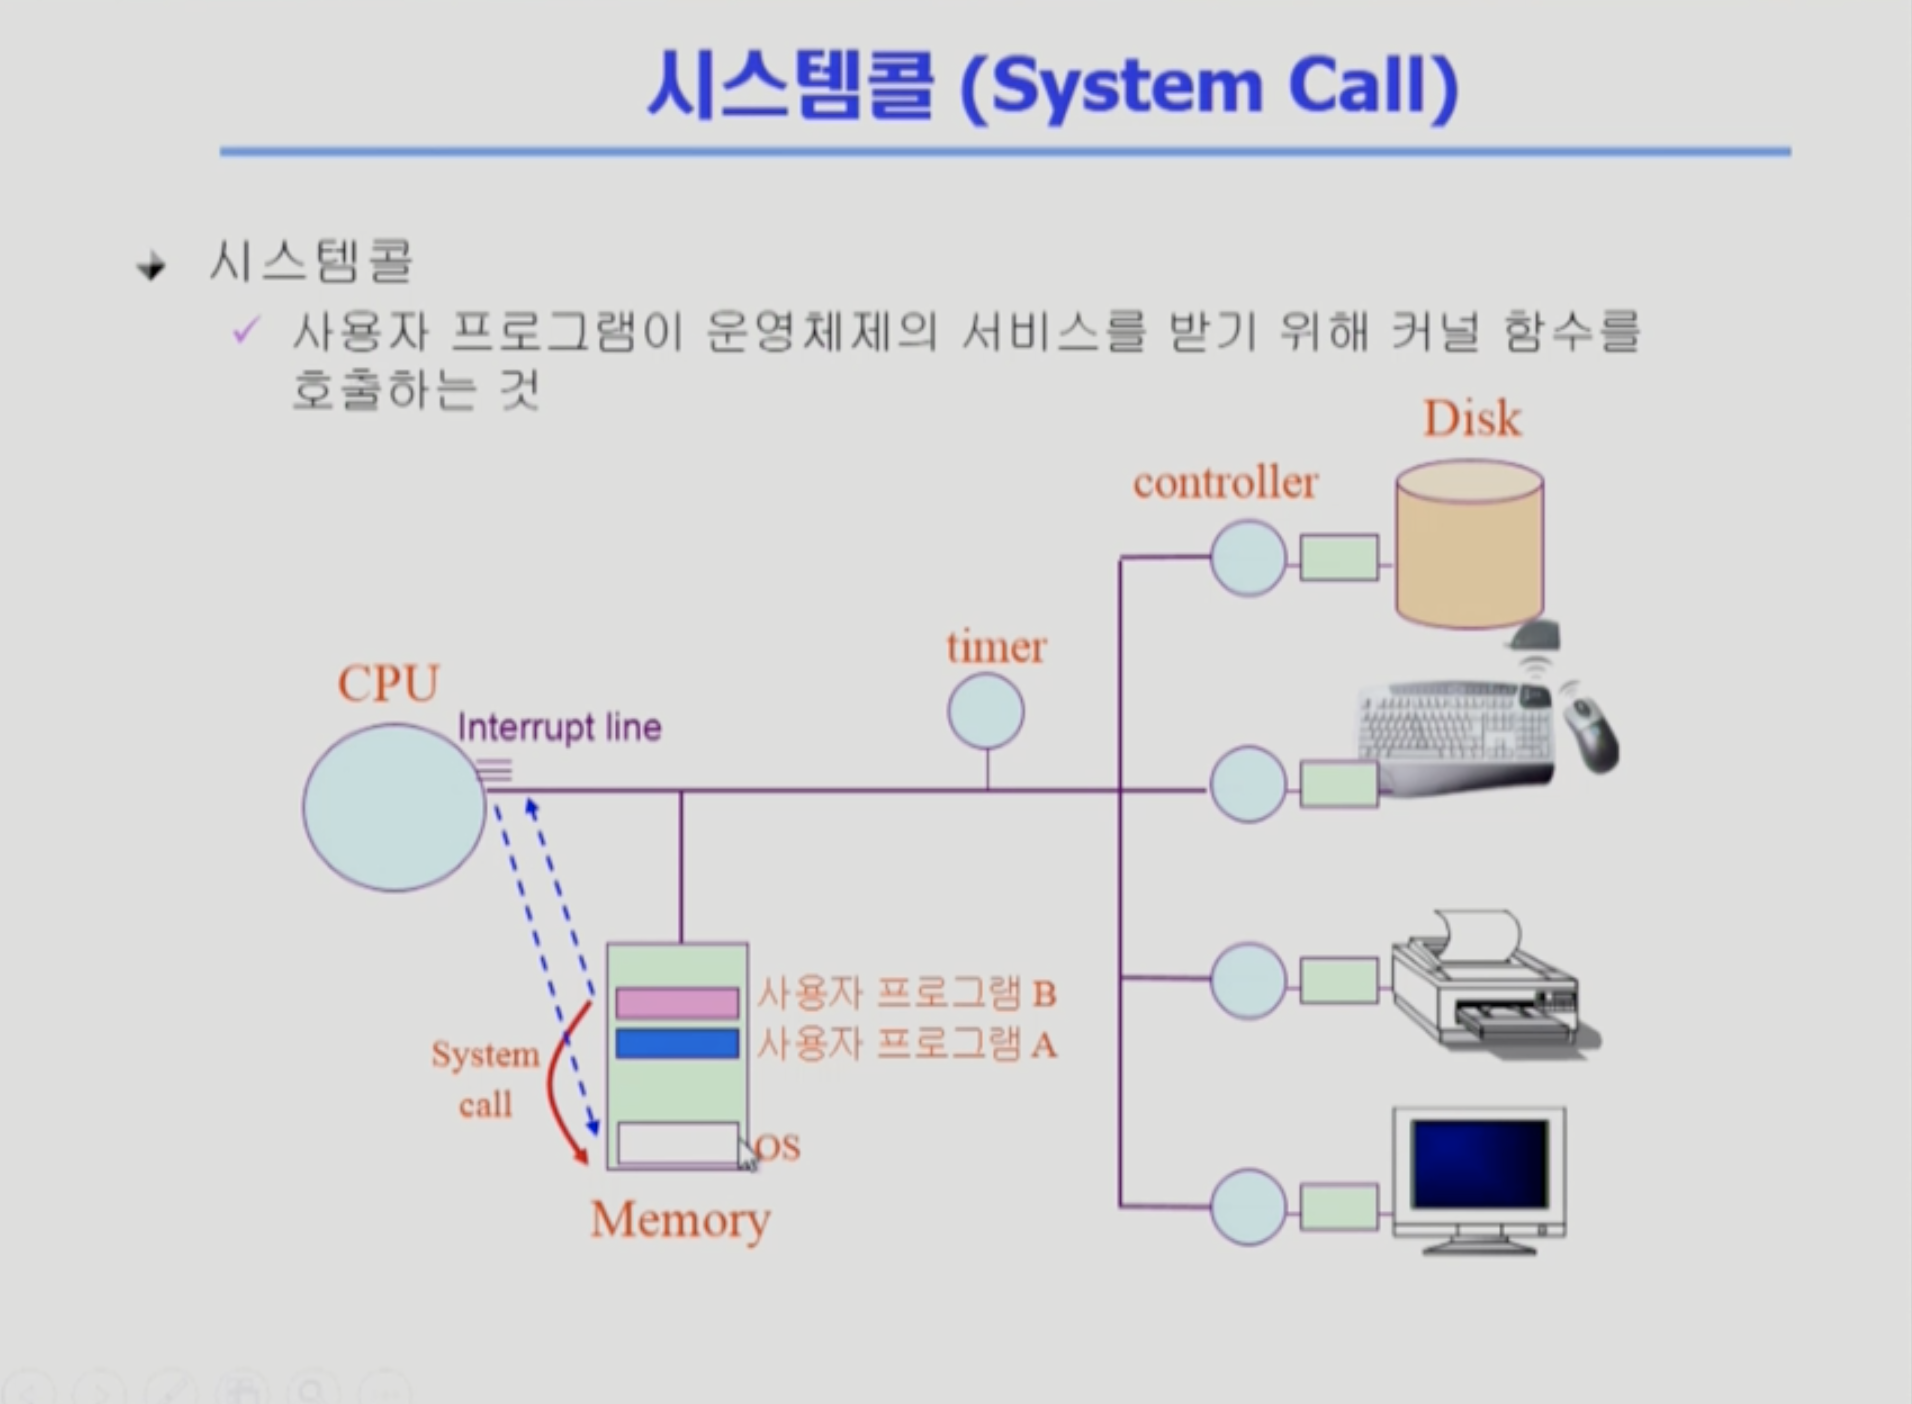 시스템콜 (System Call)
시스템콜
사용자 프로그램이 운영체제의 서비스를 받기 위해 커널 함수를
호출하는 것
Disk
controller
timer
CPU
Interrupt line
사용자 프로그램 B
사용자 프로그램 A
System
call
OS
Memory